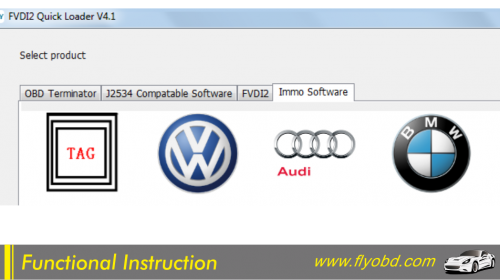 FVDI2 Quick Loader V4.1
Select product
OBD Terminator J2534 Compatable Software FVDI2 Immo Software
TAG
Audi
BMW
Functional Instruction www.flyobd.com